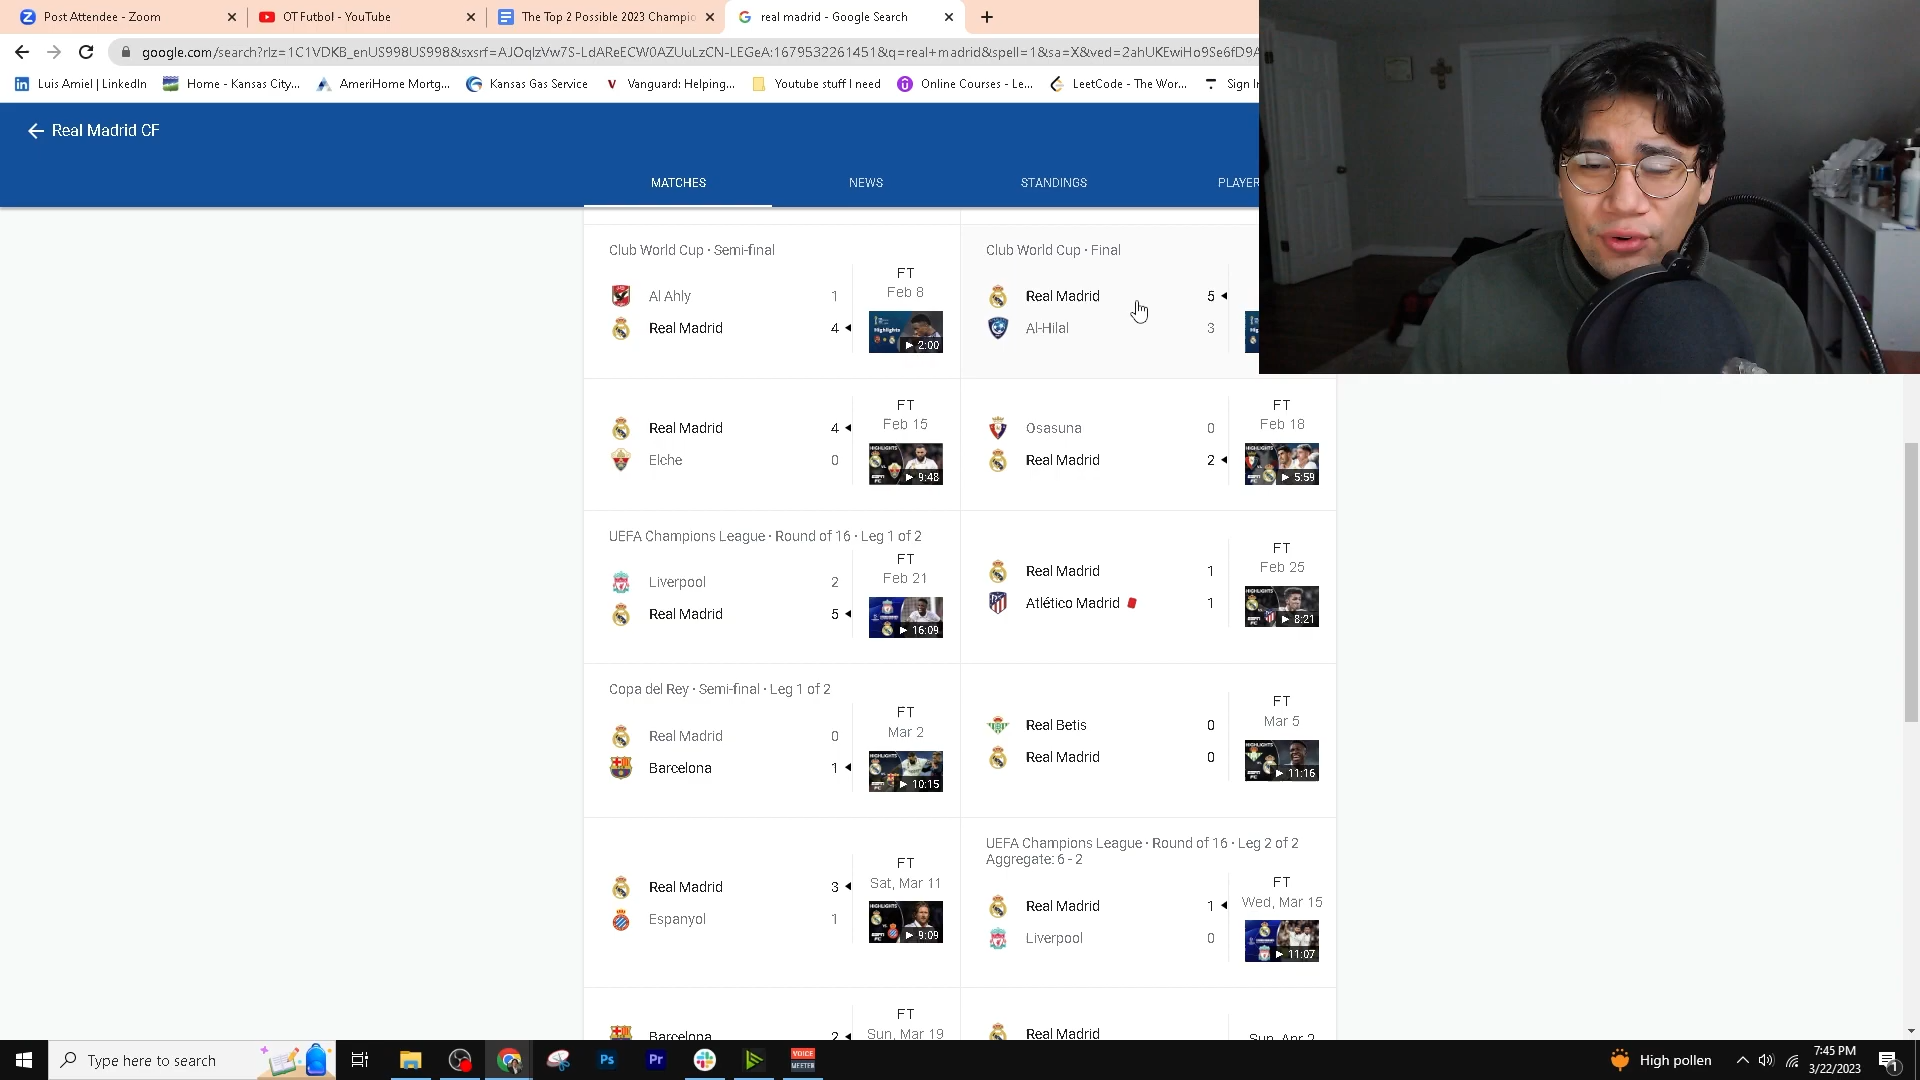 Post Attendee - Zoom
OT Futbol - YouTube
The Top 2 Possible 2023 Champio
real madrid - Google Search
google.com/search?rlz=1C1VDKB_enUS998US998&sxsrf=AJOqlzVw7S-LdAReECW0AZUuLzCN-LEGeA:1679532261451&q=real+madrid&spell=1&sa=X&ved=2ahUKEwiHo9Se6fD9A
Luis Amiel | LinkedIn
Home - Kansas City...
AmeriHome Mortg...
Kansas Gas Service
Vanguard: Helping...
Youtube stuff I need
Online Courses - Le...
LeetCode - The Wor...
Sign I
Real Madrid CF
MATCHES
NEWS
STANDINGS
PLAYER
Club World Cup · Semi-final
Al Ahly 1
Real Madrid 4
FT
Feb 8
2:00
Club World Cup · Final
Real Madrid 5
Al-Hilal 3
Real Madrid 4
Elche 0
FT
Feb 15
9:48
Osasuna 0
Real Madrid 2
FT
Feb 18
5:59
UEFA Champions League · Round of 16 · Leg 1 of 2
Liverpool 2
Real Madrid 5
FT
Feb 21
16:09
Real Madrid 1
Atlético Madrid 1
FT
Feb 25
8:21
Copa del Rey · Semi-final · Leg 1 of 2
Real Madrid 0
Barcelona 1
FT
Mar 2
10:15
Real Betis 0
Real Madrid 0
FT
Mar 5
11:16
Real Madrid 3
Espanyol 1
FT
Sat, Mar 11
9:09
UEFA Champions League · Round of 16 · Leg 2 of 2
Aggregate: 6 - 2
Real Madrid 1
Liverpool 0
FT
Wed, Mar 15
11:07
Barcelona 2
FT
Sun, Mar 19
Real Madrid
Sun, Apr 2
Type here to search
Ps
Pr
VOICE
MEETER
High pollen
7:45 PM
3/22/2023
1